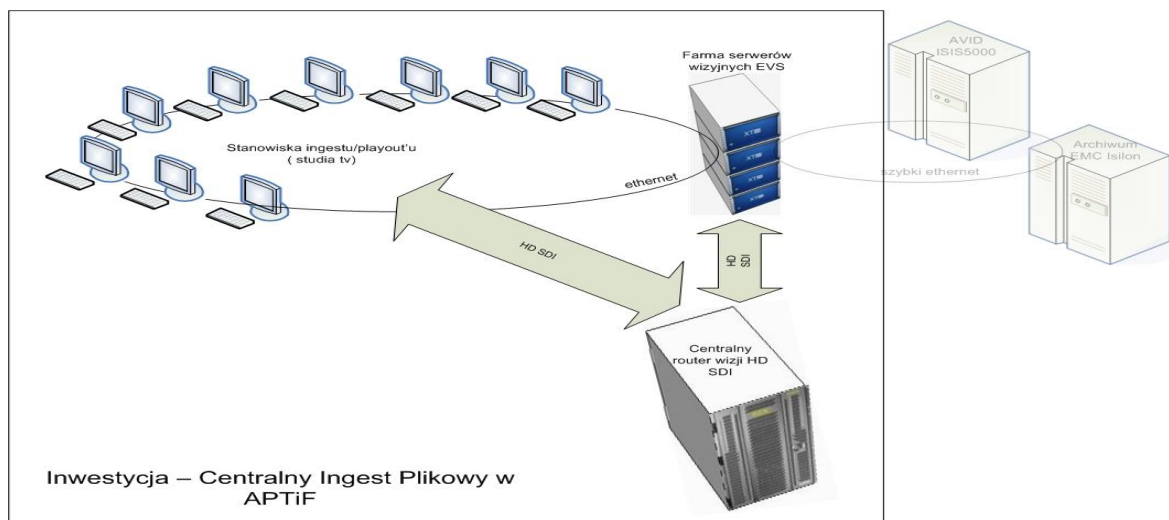 AVID
ISIS5000
Farma serwerów
wizyjnych EVS
Archiwum
EMC Isilon
Stanowiska ingestu/playout'u
( studia tv)
ethernet
szybki ethernet
HD SDI
HD
SDI
Centralny
router wizji HD
SDI
Inwestycja – Centralny Ingest Plikowy w
APTiF